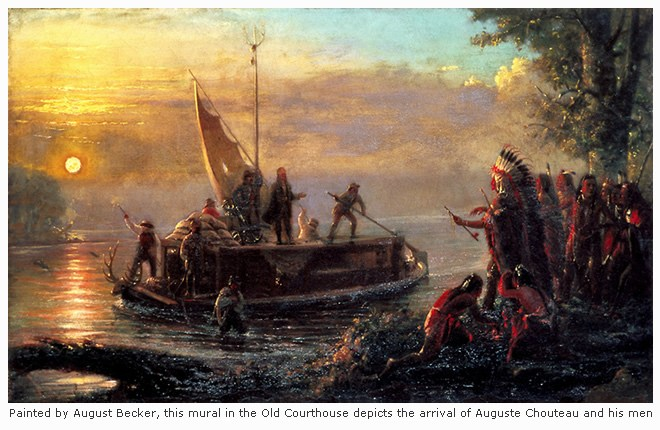 Painted by August Becker, this mural in the Old Courthouse depicts the arrival of Auguste Chouteau and his men